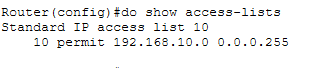 Router(config)#do show access-lists
Standard IP access list 10
    10 permit 192.168.10.0 0.0.0.255